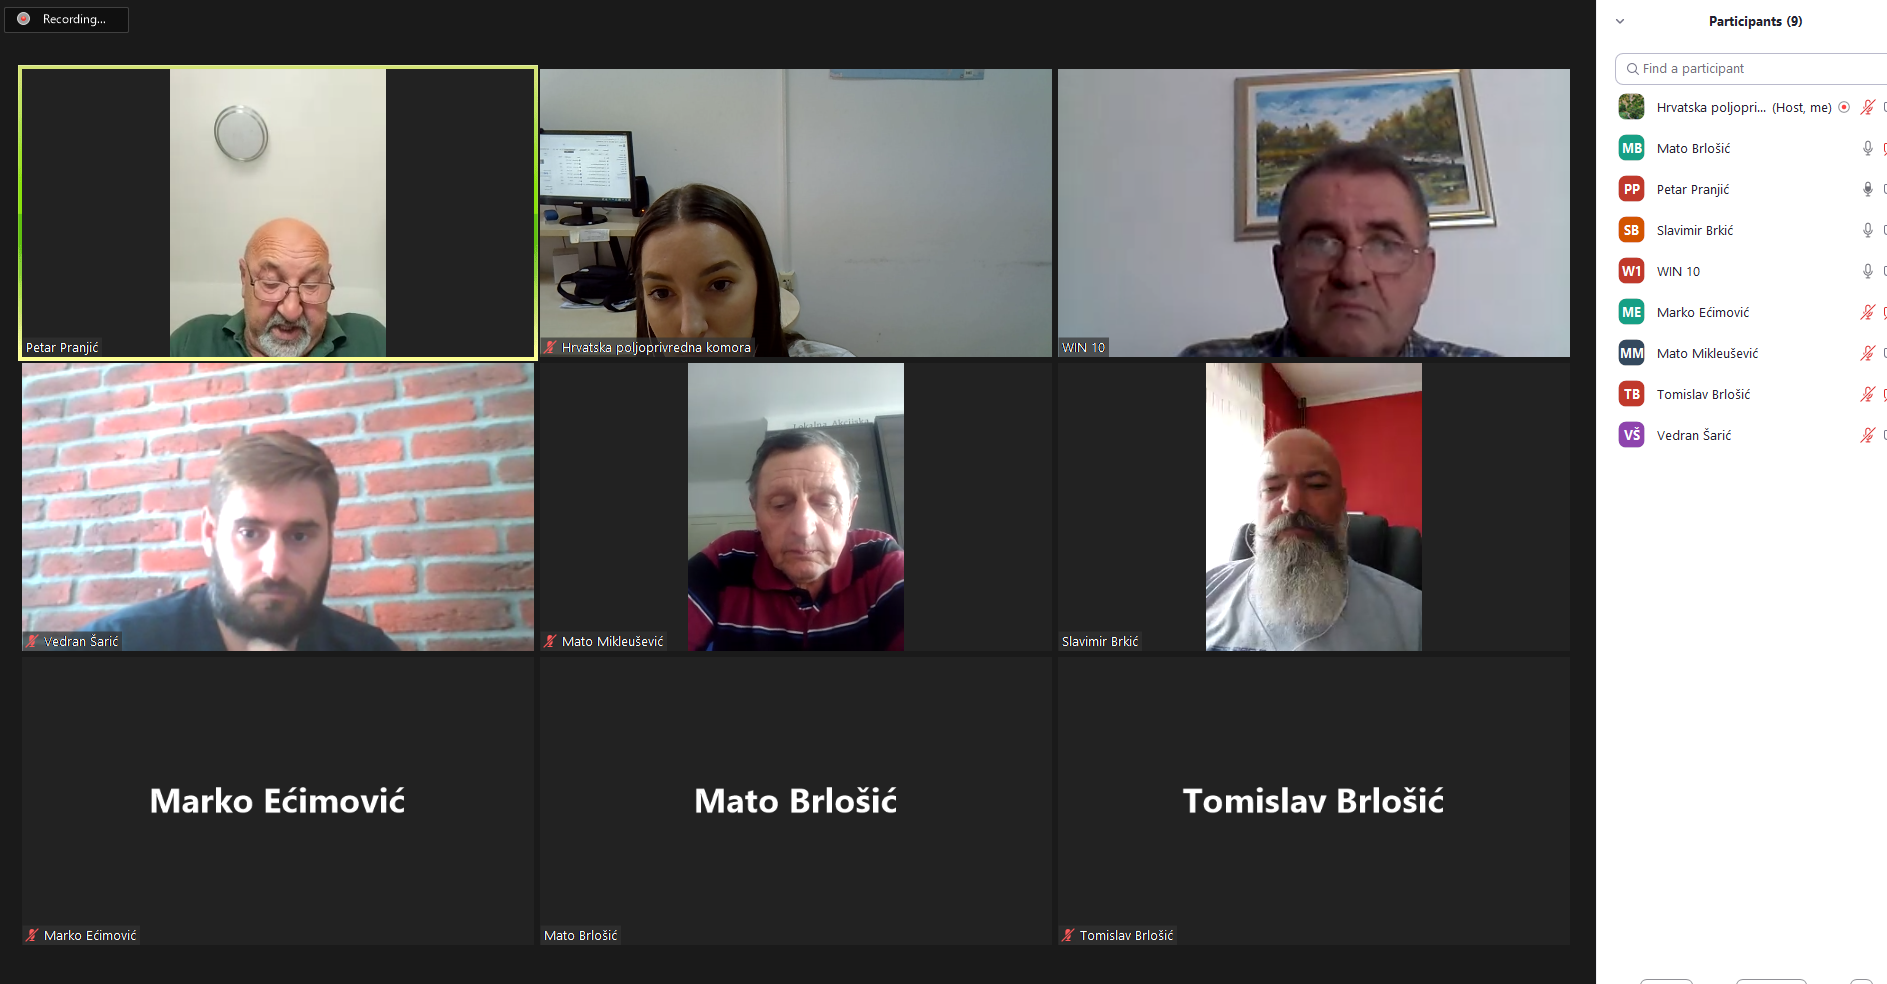 Recording...
Petar Pranjić
Hrvatska poljoprivredna komora
WIN 10
Vedran Šarić
Mato Mikleušević
Slavimir Brkić
Marko Ećimović
Mato Brlošić
Tomislav Brlošić
Marko Ećimović
Mato Brlošić
Tomislav Brlošić
Participants (9)
Find a participant
Hrvatska poljopri... (Host, me)
MB Mato Brlošić
PP Petar Pranjić
SB Slavimir Brkić
W1 WIN 10
ME Marko Ećimović
MM Mato Mikleušević
TB Tomislav Brlošić
VŠ Vedran Šarić